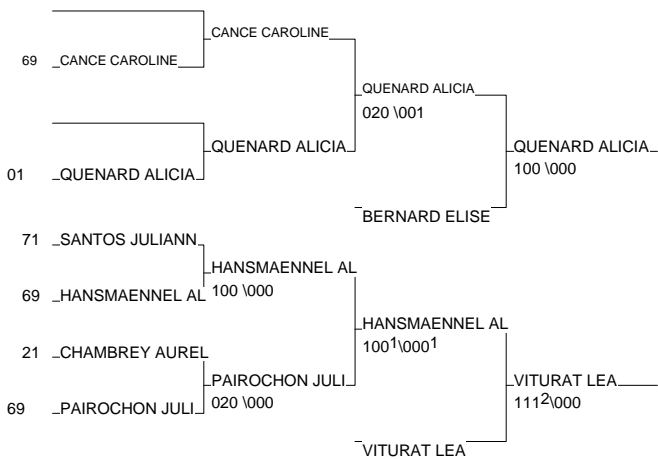 CANCE CAROLINE
69 CANCE CAROLINE
QUENARD ALICIA
020 \001
QUENARD ALICIA
QUENARD ALICIA
100 \000
01 QUENARD ALICIA
BERNARD ELISE
71 SANTOS JULIANN
HANSMAENNEL AL
100 \000
69 HANSMAENNEL AL
HANSMAENNEL AL
100¹\000¹
21 CHAMBREY AUREL
PAIROCHON JULI
020 \000
VITURAT LEA
111²\000
69 PAIROCHON JULI
VITURAT LEA